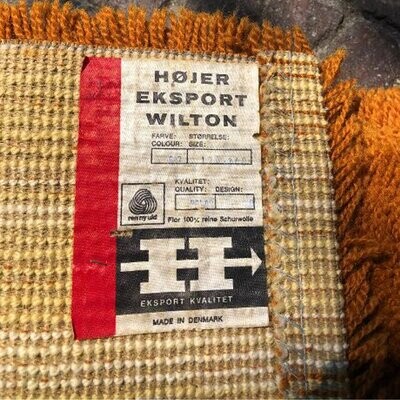 HØJER
EKSPORT
WILTON
FARVE: STØRRELSE:
COLOUR: SIZE:
KVALITET:
QUALITY: DESIGN:
ren ny uld
Flor 100% reine Schurwolle
H
EKSPORT KVALITET
MADE IN DENMARK